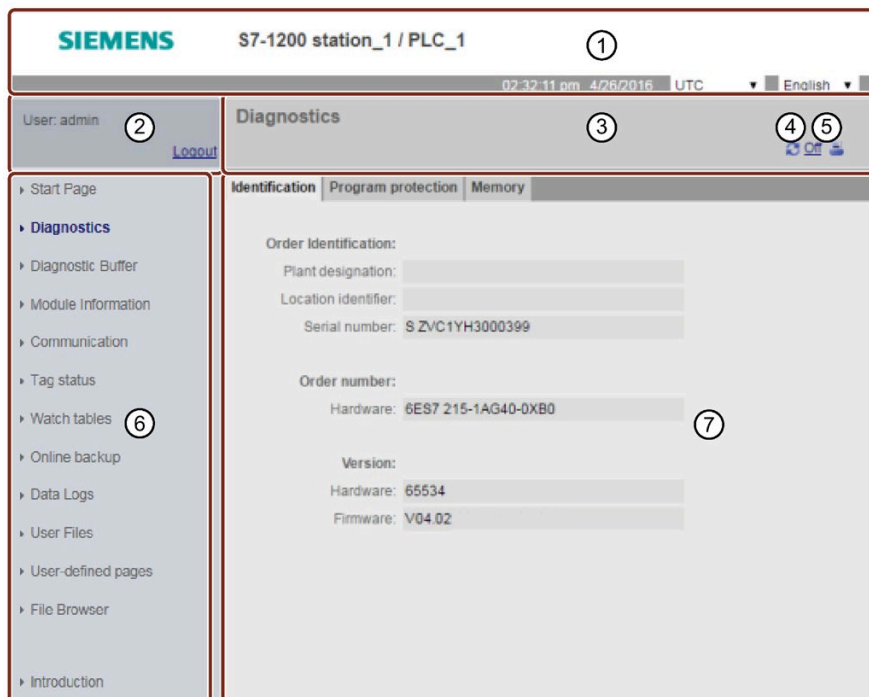 SIEMENS
S7-1200 station_1 / PLC_1
1
02:32:11 pm 4/26/2016 UTC English
User: admin
2
Logout
Diagnostics
3
4 5
Off
Start Page
Diagnostics
Diagnostic Buffer
Module Information
Communication
Tag status
Watch tables
6
Online backup
Data Logs
User Files
User-defined pages
File Browser
Introduction
Identification Program protection Memory
Order Identification:
Plant designation:
Location identifier:
Serial number: S ZVC1YH3000399
Order number:
Hardware: 6ES7 215-1AG40-0XB0
7
Version:
Hardware: 65534
Firmware: V04.02